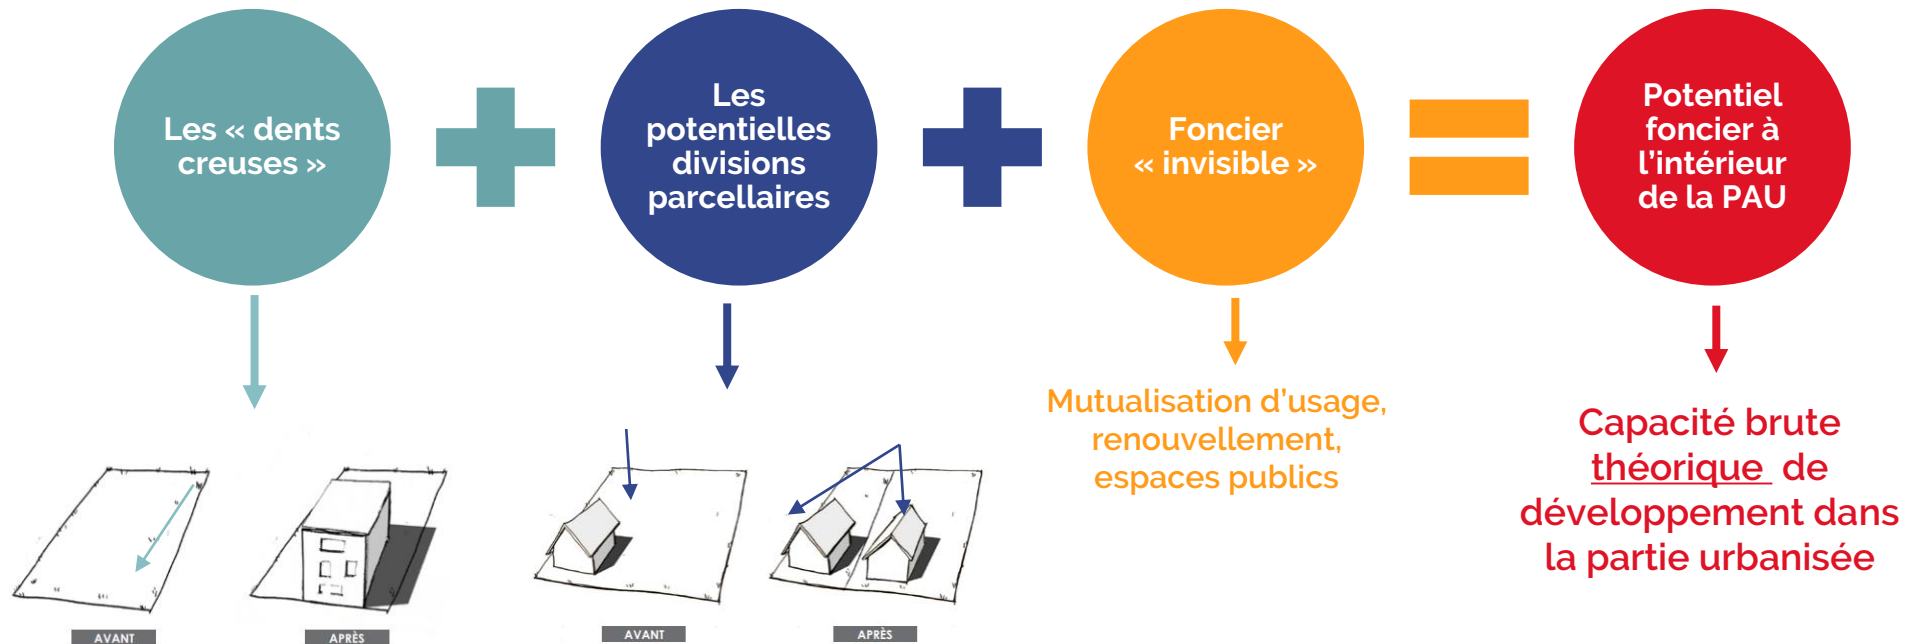 Les « dents
creuses »
Les
potentielles
divisions
parcellaires
Foncier
« invisible »
Potentiel
foncier à
l'intérieur
de la PAU
Mutualisation d'usage,
renouvellement,
espaces publics
Capacité brute
théorique de
développement dans
la partie urbanisée
AVANT
APRÈS
AVANT
APRÈS